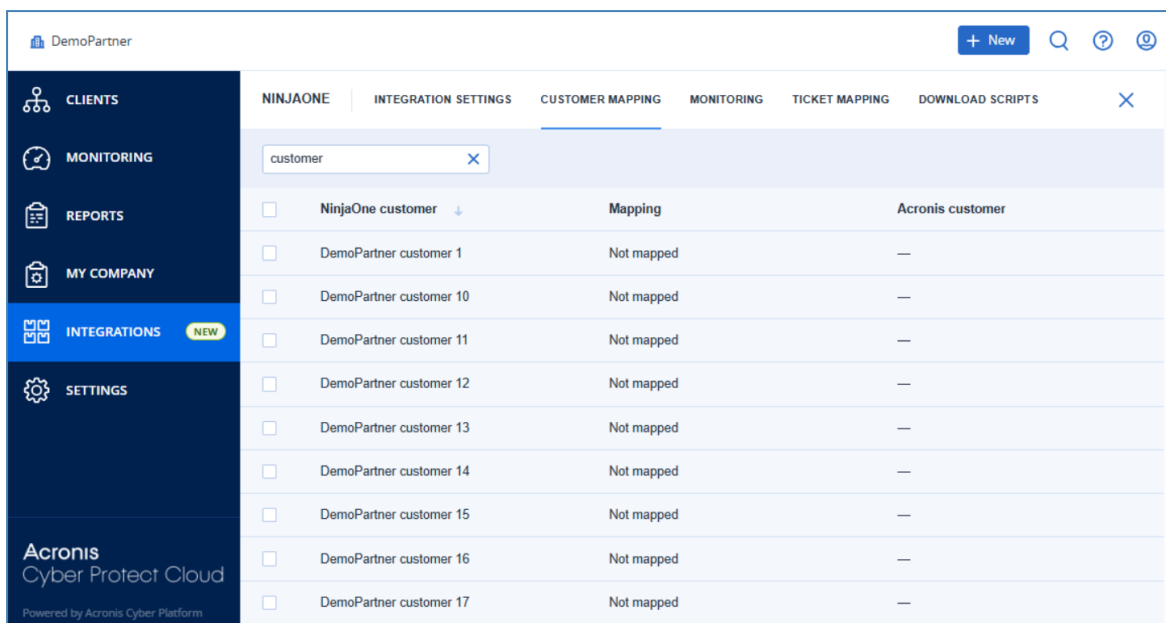 DemoPartner
+ New
CLIENTS
MONITORING
REPORTS
MY COMPANY
INTEGRATIONS NEW
SETTINGS
Acronis
Cyber Protect Cloud
Powered by Acronis Cyber Platform
NINJAONE INTEGRATION SETTINGS CUSTOMER MAPPING MONITORING TICKET MAPPING DOWNLOAD SCRIPTS
customer
NinjaOne customer Mapping Acronis customer
DemoPartner customer 1 Not mapped —
DemoPartner customer 10 Not mapped —
DemoPartner customer 11 Not mapped —
DemoPartner customer 12 Not mapped —
DemoPartner customer 13 Not mapped —
DemoPartner customer 14 Not mapped —
DemoPartner customer 15 Not mapped —
DemoPartner customer 16 Not mapped —
DemoPartner customer 17 Not mapped —